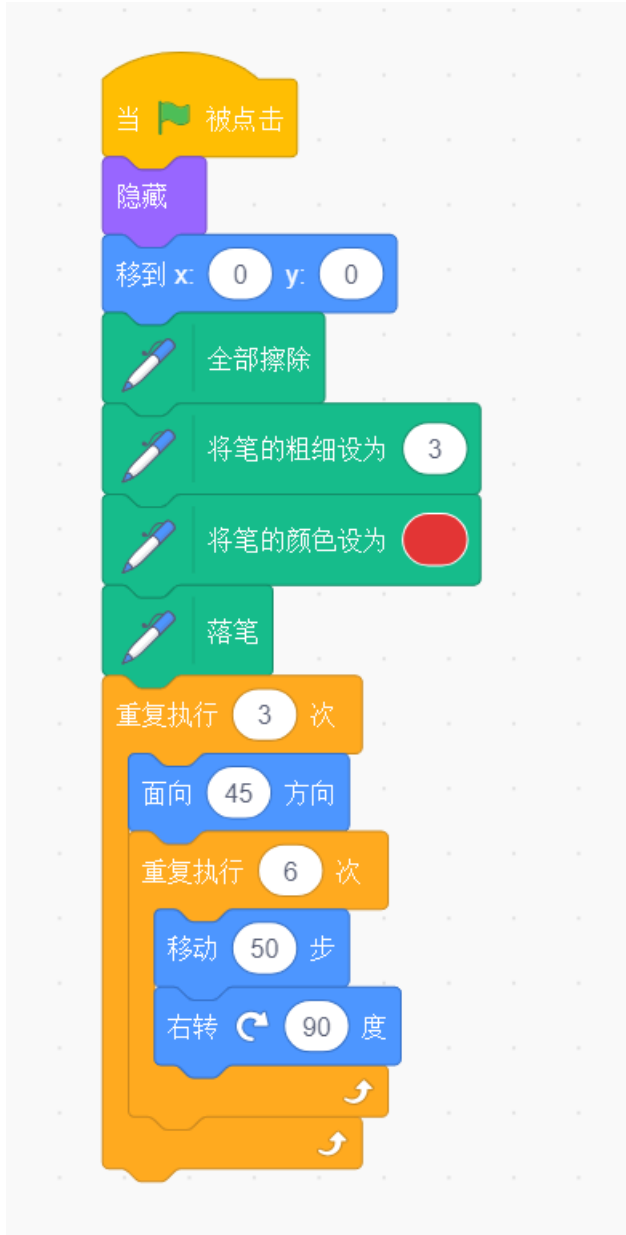 当 被点击
隐藏
移到 x: 0 y: 0
全部擦除
将笔的粗细设为 3
将笔的颜色设为
落笔
重复执行 3 次
面向 45 方向
重复执行 6 次
移动 50 步
右转 90 度